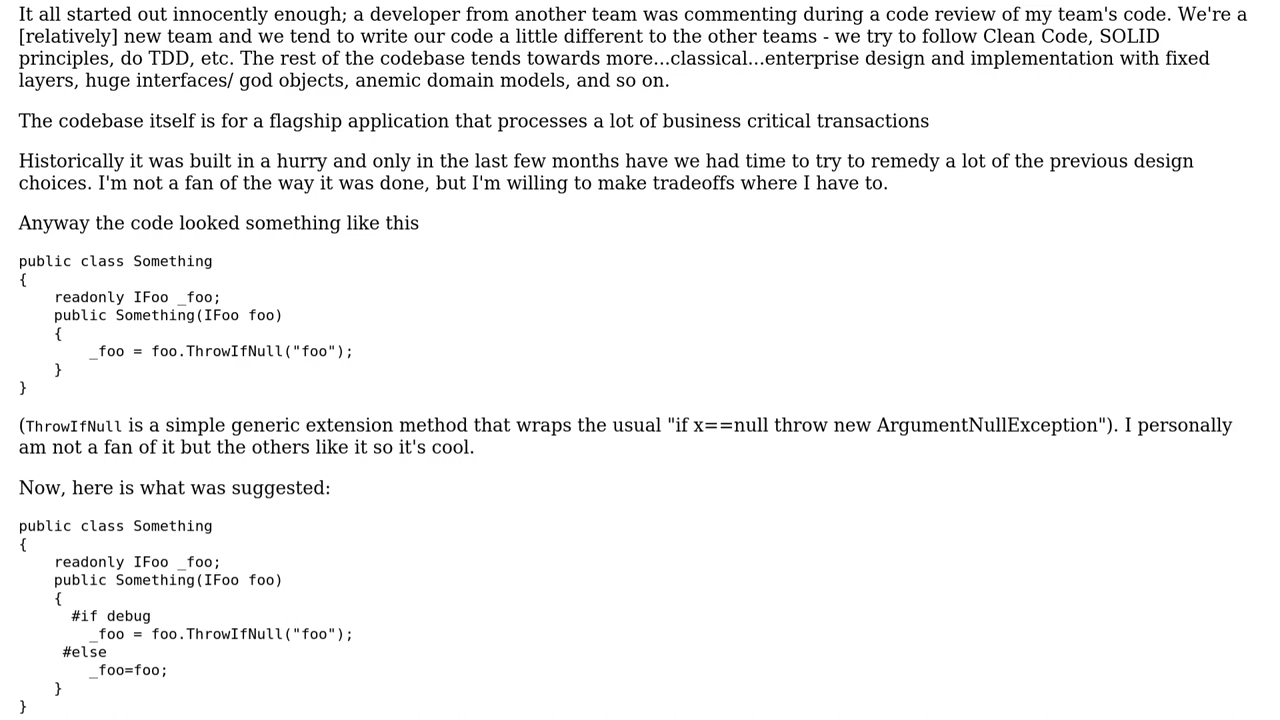 It all started out innocently enough; a developer from another team was commenting during a code review of my team's code. We're a
[relatively] new team and we tend to write our code a little different to the other teams - we try to follow Clean Code, SOLID
principles, do TDD, etc. The rest of the codebase tends towards more...classical...enterprise design and implementation with fixed
layers, huge interfaces/ god objects, anemic domain models, and so on.
The codebase itself is for a flagship application that processes a lot of business critical transactions
Historically it was built in a hurry and only in the last few months have we had time to try to remedy a lot of the previous design
choices. I'm not a fan of the way it was done, but I'm willing to make tradeoffs where I have to.
Anyway the code looked something like this
public class Something
{
    readonly IFoo _foo;
    public Something(IFoo foo)
    {
        _foo = foo.ThrowIfNull("foo");
    }
}
(ThrowIfNull is a simple generic extension method that wraps the usual "if x==null throw new ArgumentNullException"). I personally
am not a fan of it but the others like it so it's cool.
Now, here is what was suggested:
public class Something
{
    readonly IFoo _foo;
    public Something(IFoo foo)
    {
      #if debug
        _foo = foo.ThrowIfNull("foo");
     #else
        _foo=foo;
    }
}